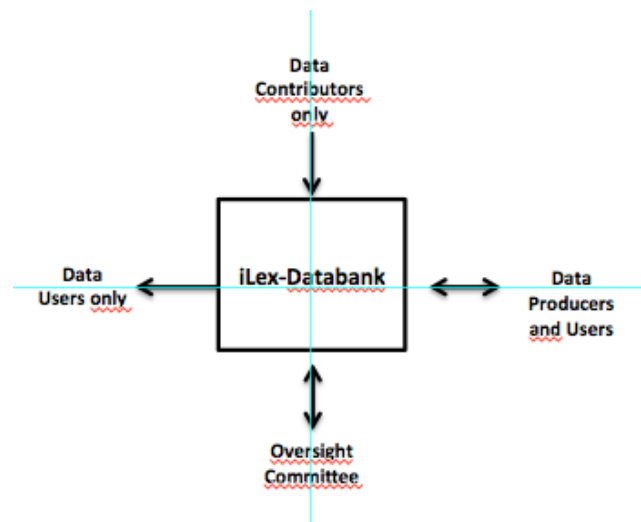 Data
Contributors
only
iLex-Databank
Data
Users only
Data
Producers
and Users
Oversight
Committee